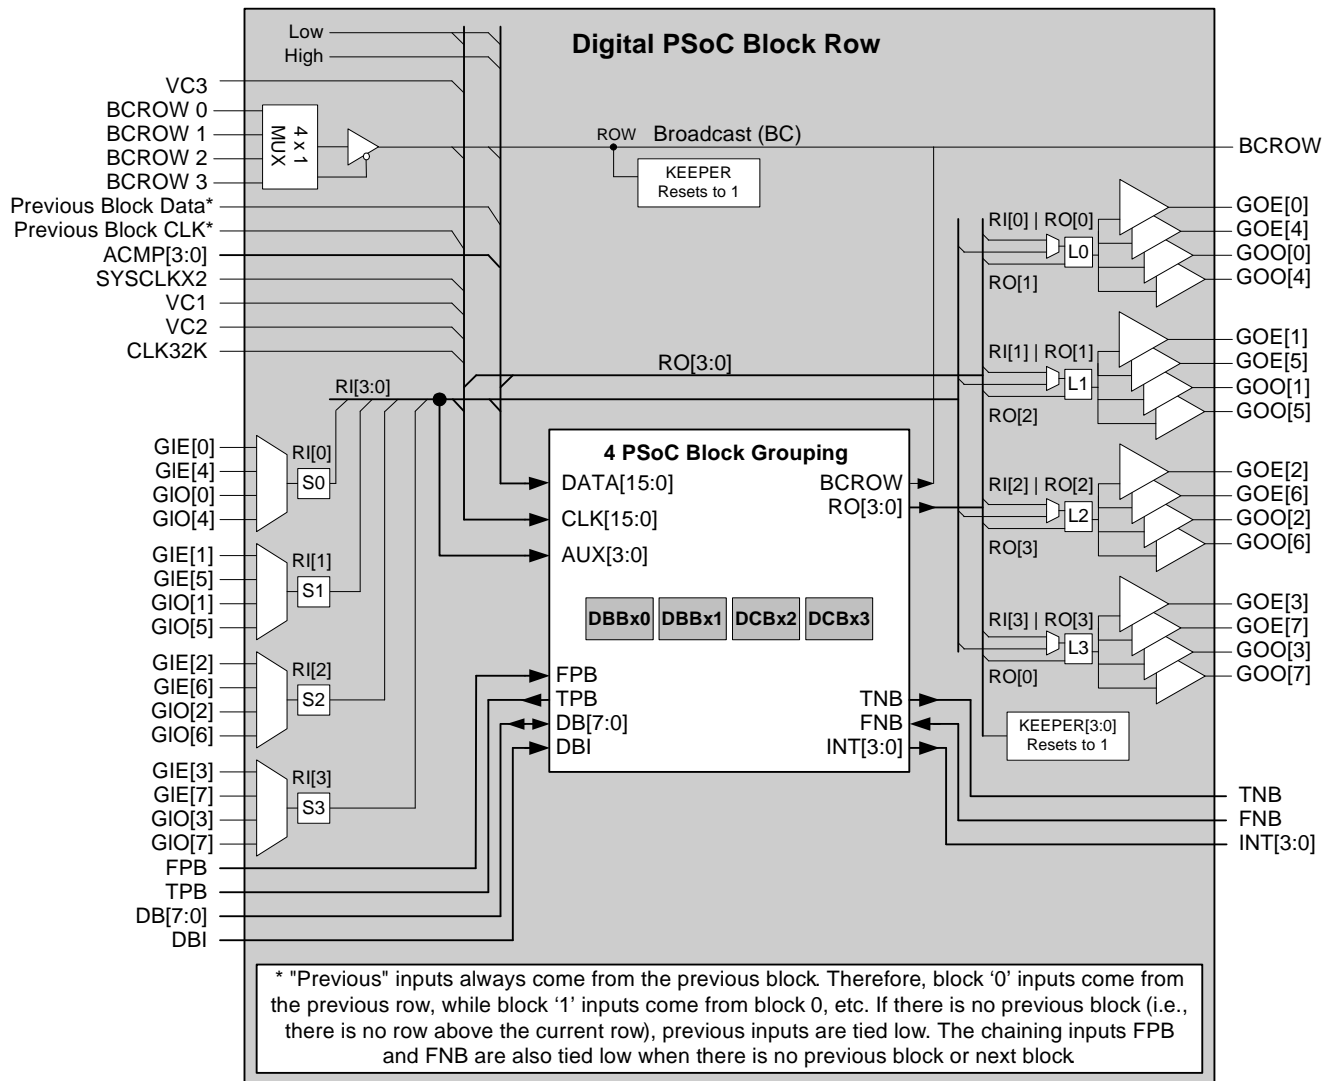 Digital PSoC Block Row
Low
High
VC3
BCROW 0
BCROW 1
BCROW 2
BCROW 3
4 x 1
MUX
ROW Broadcast (BC)
KEEPER
Resets to 1
BCROW
Previous Block Data*
Previous Block CLK*
ACMP[3:0]
SYSCLKX2
VC1
VC2
CLK32K
RI[3:0]
RO[3:0]
GIE[0]
GIE[4]
GIO[0]
GIO[4]
RI[0]
S0
GIE[1]
GIE[5]
GIO[1]
GIO[5]
RI[1]
S1
GIE[2]
GIE[6]
GIO[2]
GIO[6]
RI[2]
S2
GIE[3]
GIE[7]
GIO[3]
GIO[7]
RI[3]
S3
FPB
TPB
DB[7:0]
DBI
4 PSoC Block Grouping
DATA[15:0]
CLK[15:0]
AUX[3:0]
BCROW
RO[3:0]
DBBx0 DBBx1 DCBx2 DCBx3
FPB
TPB
DB[7:0]
DBI
TNB
FNB
INT[3:0]
RI[0] | RO[0]
L0
RO[1]
GOE[0]
GOE[4]
GOO[0]
GOO[4]
RI[1] | RO[1]
L1
RO[2]
GOE[1]
GOE[5]
GOO[1]
GOO[5]
RI[2] | RO[2]
L2
RO[3]
GOE[2]
GOE[6]
GOO[2]
GOO[6]
RI[3] | RO[3]
L3
RO[0]
GOE[3]
GOE[7]
GOO[3]
GOO[7]
KEEPER[3:0]
Resets to 1
TNB
FNB
INT[3:0]
* "Previous" inputs always come from the previous block. Therefore, block ‘0’ inputs come from
the previous row, while block ‘1’ inputs come from block 0, etc. If there is no previous block (i.e.,
there is no row above the current row), previous inputs are tied low. The chaining inputs FPB
and FNB are also tied low when there is no previous block or next block.